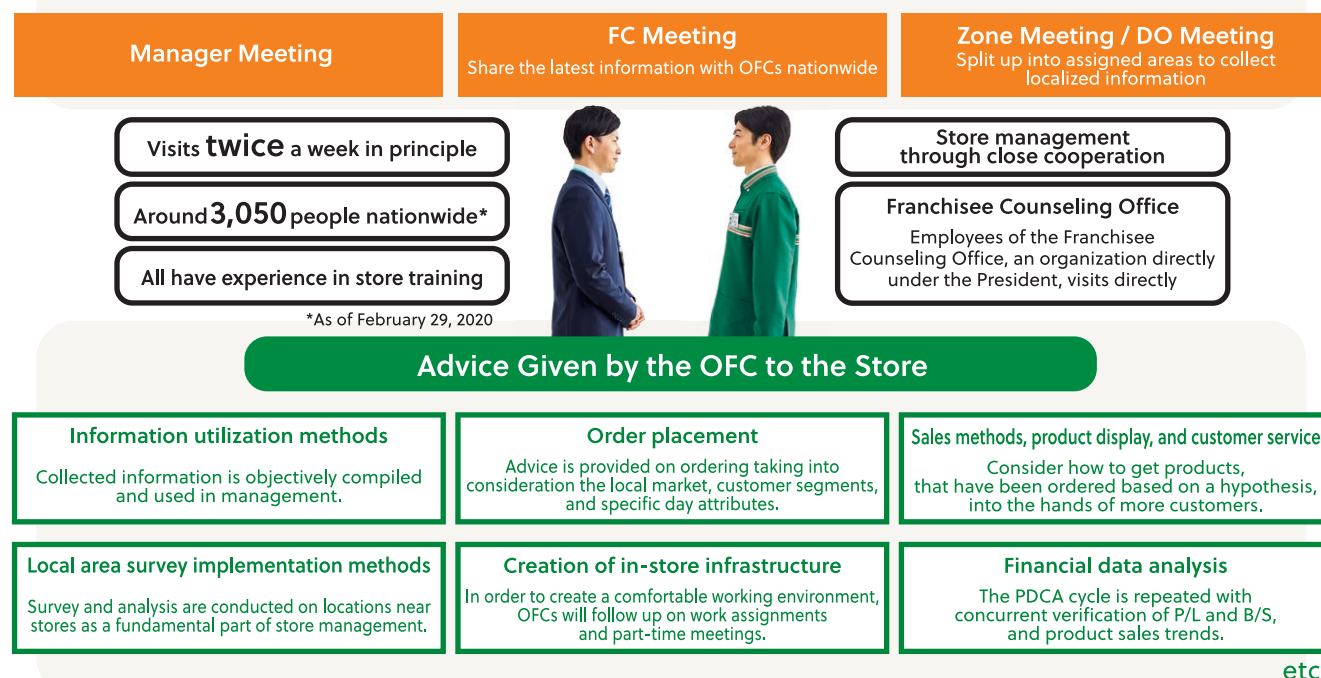 Manager Meeting
FC Meeting
Share the latest information with OFCs nationwide
Zone Meeting / DO Meeting
Split up into assigned areas to collect
localized information
Visits twice a week in principle
Around 3,050 people nationwide*
All have experience in store training
*As of February 29, 2020
Store management
through close cooperation
Franchisee Counseling Office
Employees of the Franchisee
Counseling Office, an organization directly
under the President, visits directly
Advice Given by the OFC to the Store
Information utilization methods
Collected information is objectively compiled
and used in management.
Order placement
Advice is provided on ordering taking into
consideration the local market, customer segments,
and specific day attributes.
Sales methods, product display, and customer service
Consider how to get products,
that have been ordered based on a hypothesis,
into the hands of more customers.
Local area survey implementation methods
Survey and analysis are conducted on locations near
stores as a fundamental part of store management.
Creation of in-store infrastructure
In order to create a comfortable working environment,
OFCs will follow up on work assignments
and part-time meetings.
Financial data analysis
The PDCA cycle is repeated with
concurrent verification of P/L and B/S,
and product sales trends.
etc